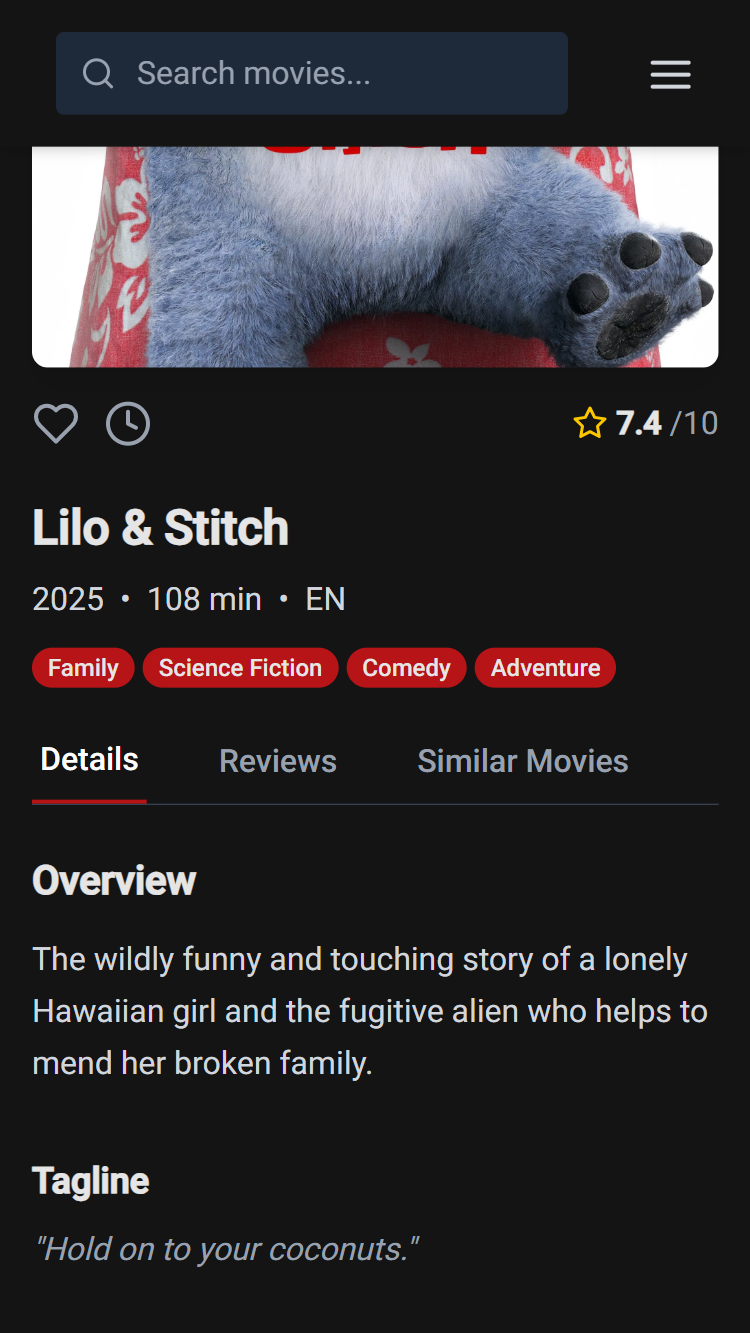 Search movies...
7.4 /10
Lilo & Stitch
2025 • 108 min • EN
Family Science Fiction Comedy Adventure
Details Reviews Similar Movies
Overview
The wildly funny and touching story of a lonely
Hawaiian girl and the fugitive alien who helps to
mend her broken family.
Tagline
"Hold on to your coconuts."